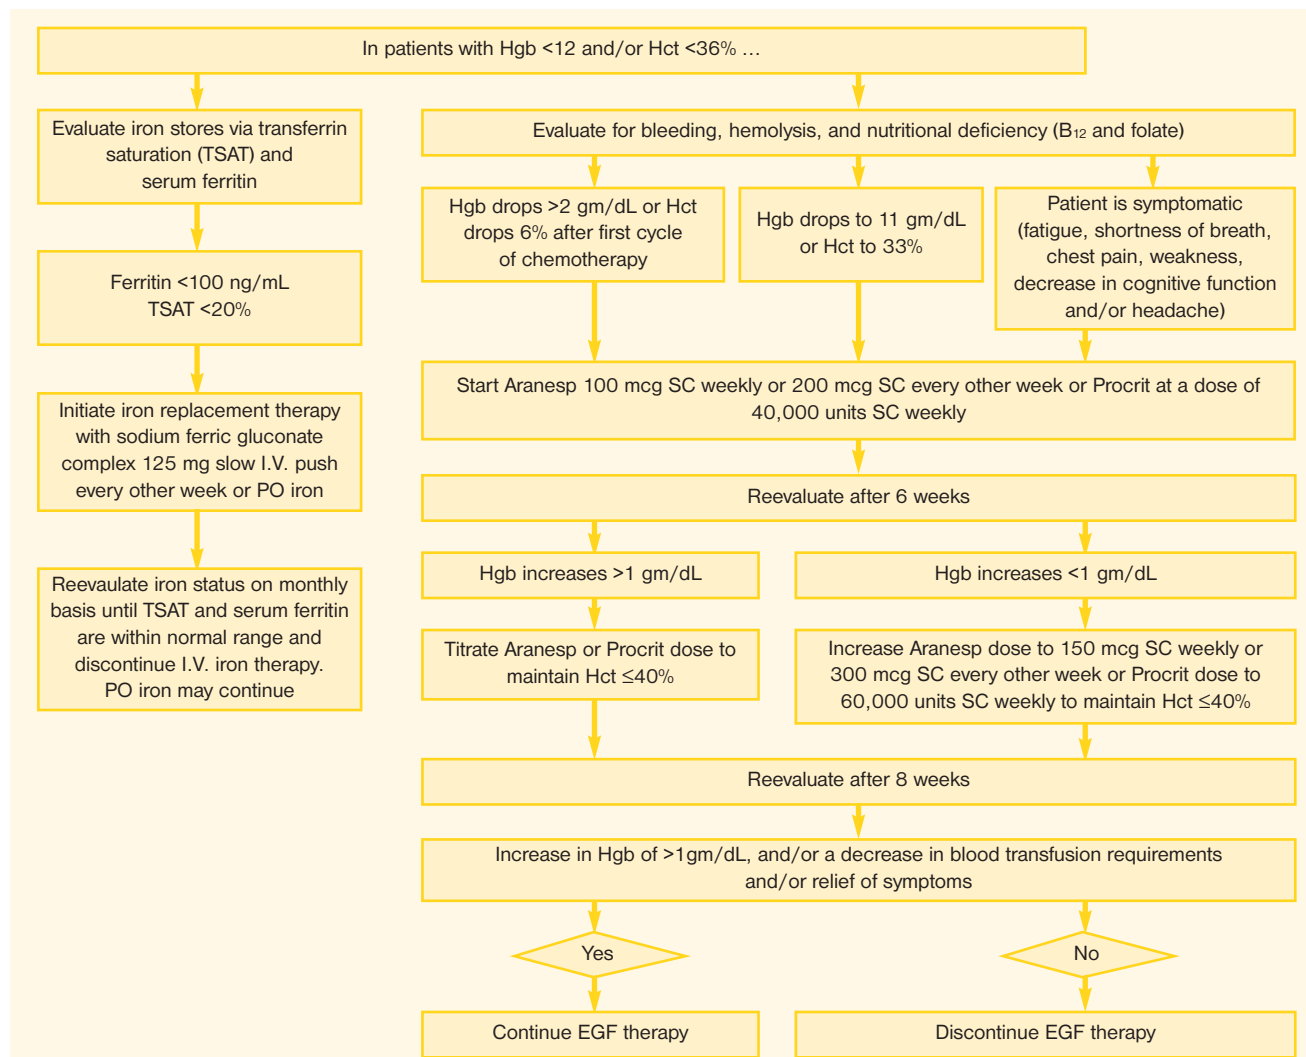 In patients with Hgb <12 and/or Hct <36% …
Evaluate iron stores via transferrin
saturation (TSAT) and
serum ferritin
Ferritin <100 ng/mL
TSAT <20%
Initiate iron replacement therapy
with sodium ferric gluconate
complex 125 mg slow I.V. push
every other week or PO iron
Reevaulate iron status on monthly
basis until TSAT and serum ferritin
are within normal range and
discontinue I.V. iron therapy.
PO iron may continue
Evaluate for bleeding, hemolysis, and nutritional deficiency (B₁₂ and folate)
Hgb drops >2 gm/dL or Hct
drops 6% after first cycle
of chemotherapy
Hgb drops to 11 gm/dL
or Hct to 33%
Patient is symptomatic
(fatigue, shortness of breath,
chest pain, weakness,
decrease in cognitive function
and/or headache)
Start Aranesp 100 mcg SC weekly or 200 mcg SC every other week or Procrit at a dose of
40,000 units SC weekly
Reevaluate after 6 weeks
Hgb increases >1 gm/dL
Hgb increases <1 gm/dL
Titrate Aranesp or Procrit dose to
maintain Hct ≤40%
Increase Aranesp dose to 150 mcg SC weekly or
300 mcg SC every other week or Procrit dose to
60,000 units SC weekly to maintain Hct ≤40%
Reevaluate after 8 weeks
Increase in Hgb of >1gm/dL, and/or a decrease in blood transfusion requirements
and/or relief of symptoms
Yes
No
Continue EGF therapy
Discontinue EGF therapy